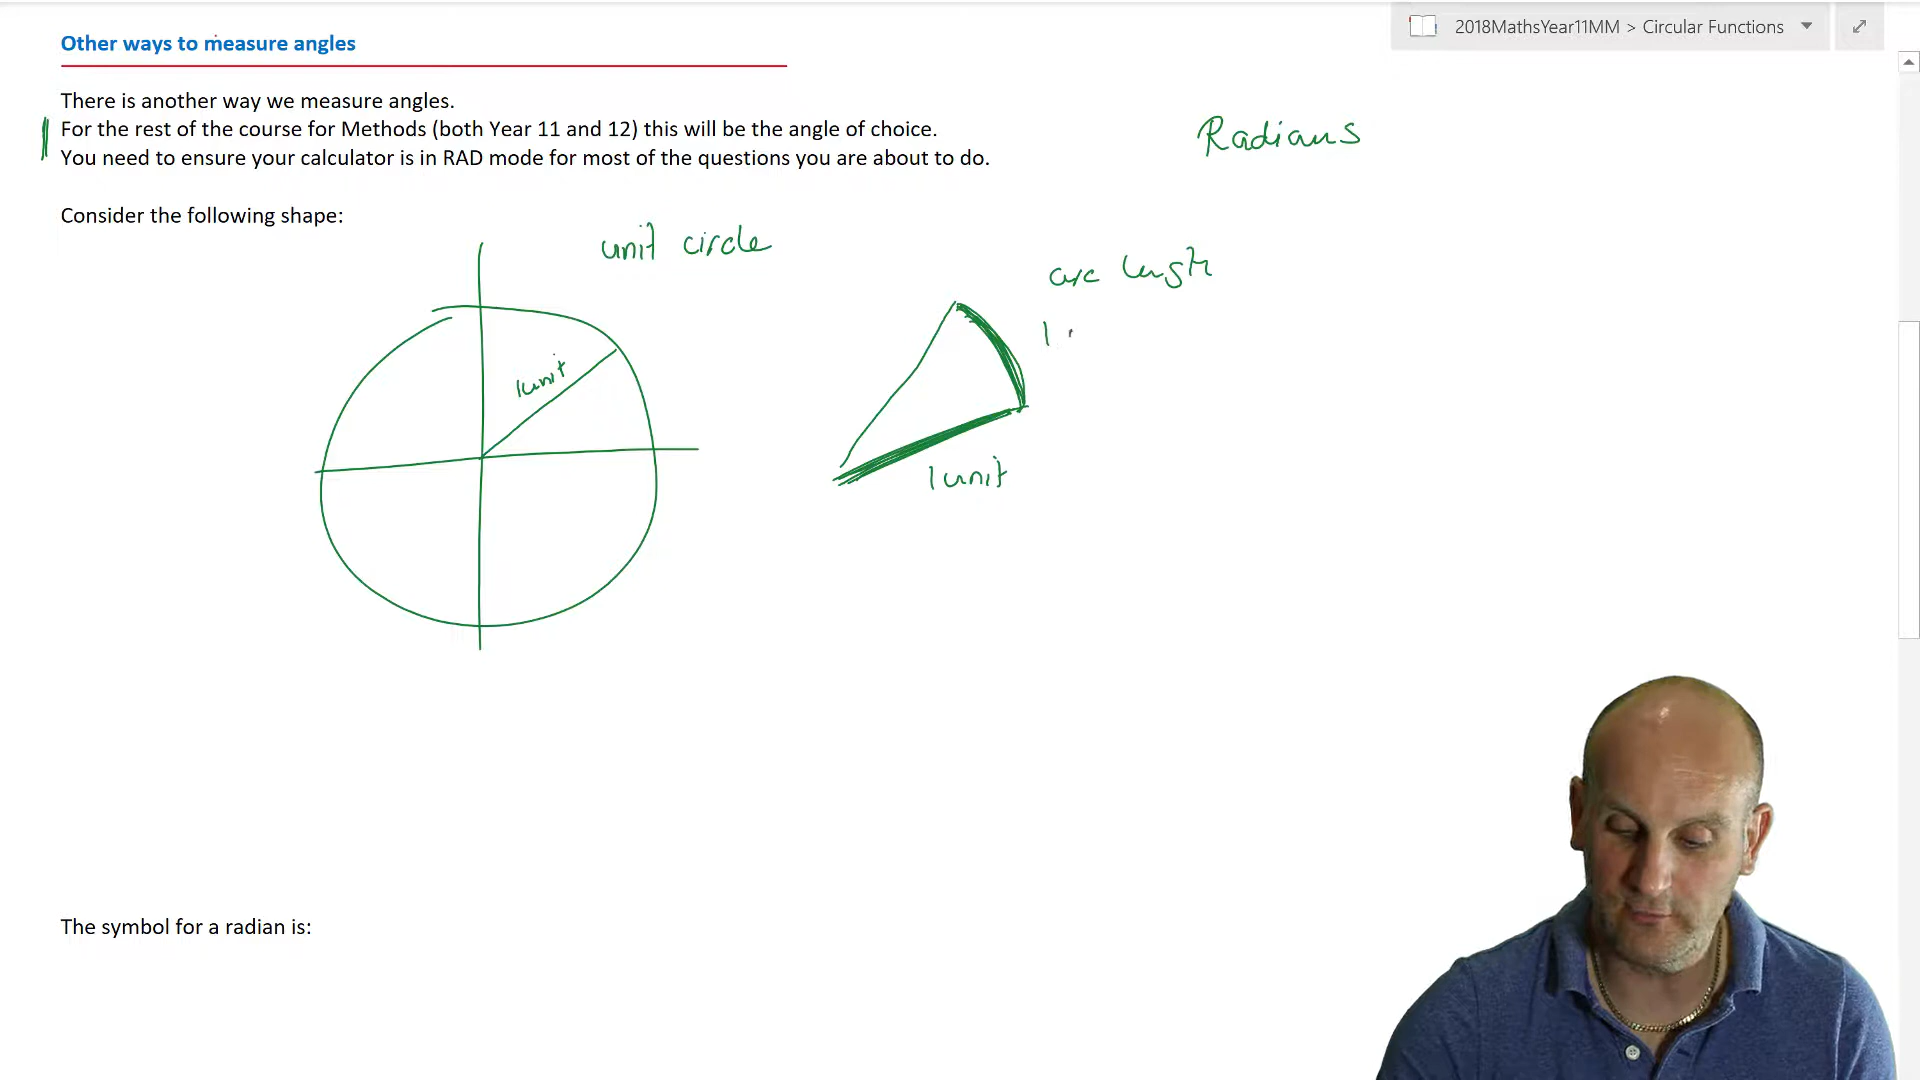 Other ways to measure angles
2018MathsYear11MM > Circular Functions
There is another way we measure angles.
For the rest of the course for Methods (both Year 11 and 12) this will be the angle of choice.
You need to ensure your calculator is in RAD mode for most of the questions you are about to do.
Radians
Consider the following shape:
unit circle
arc length
1
1unit
1unit
The symbol for a radian is: